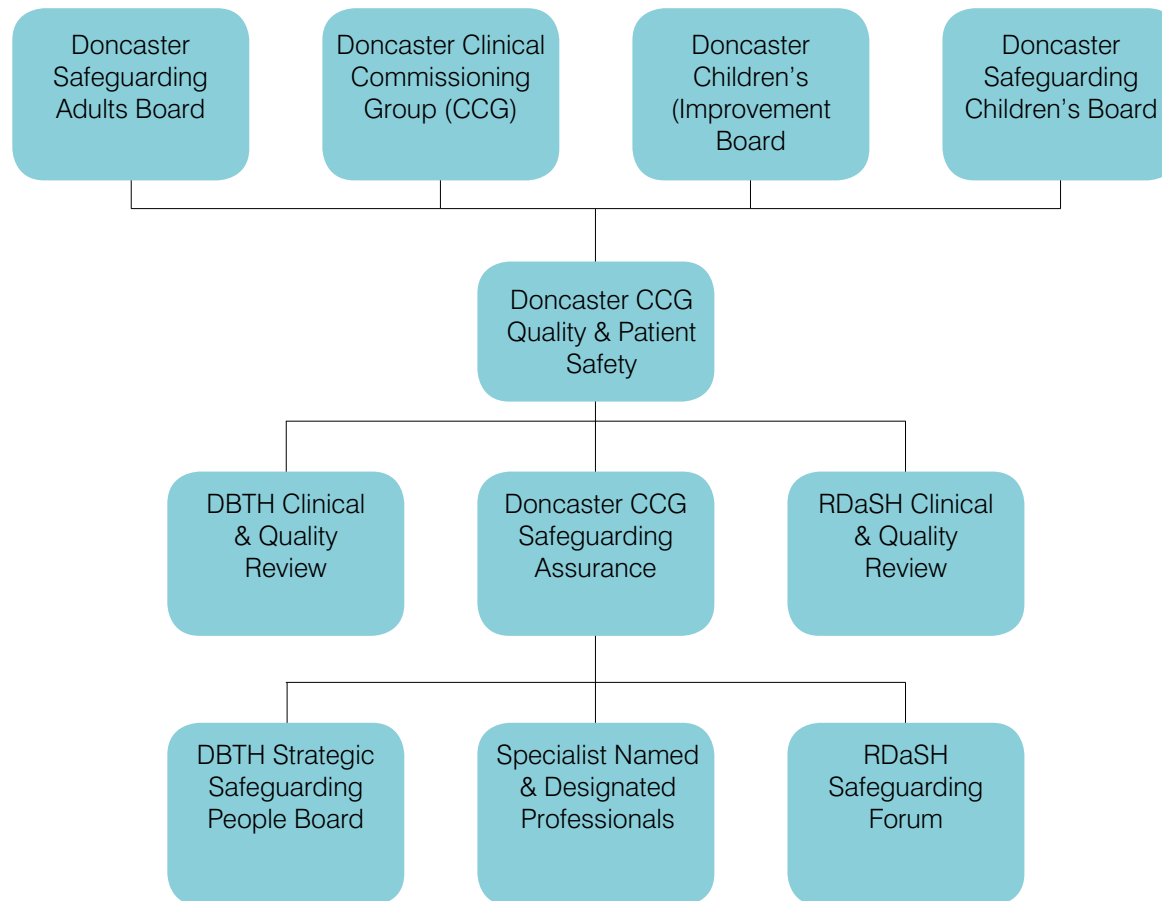 Doncaster
Safeguarding
Adults Board
Doncaster Clinical
Commissioning
Group (CCG)
Doncaster
Children’s
(Improvement
Board
Doncaster
Safeguarding
Children’s Board
Doncaster CCG
Quality & Patient
Safety
DBTH Clinical
& Quality
Review
Doncaster CCG
Safeguarding
Assurance
RDaSH Clinical
& Quality
Review
DBTH Strategic
Safeguarding
People Board
Specialist Named
& Designated
Professionals
RDaSH
Safeguarding
Forum